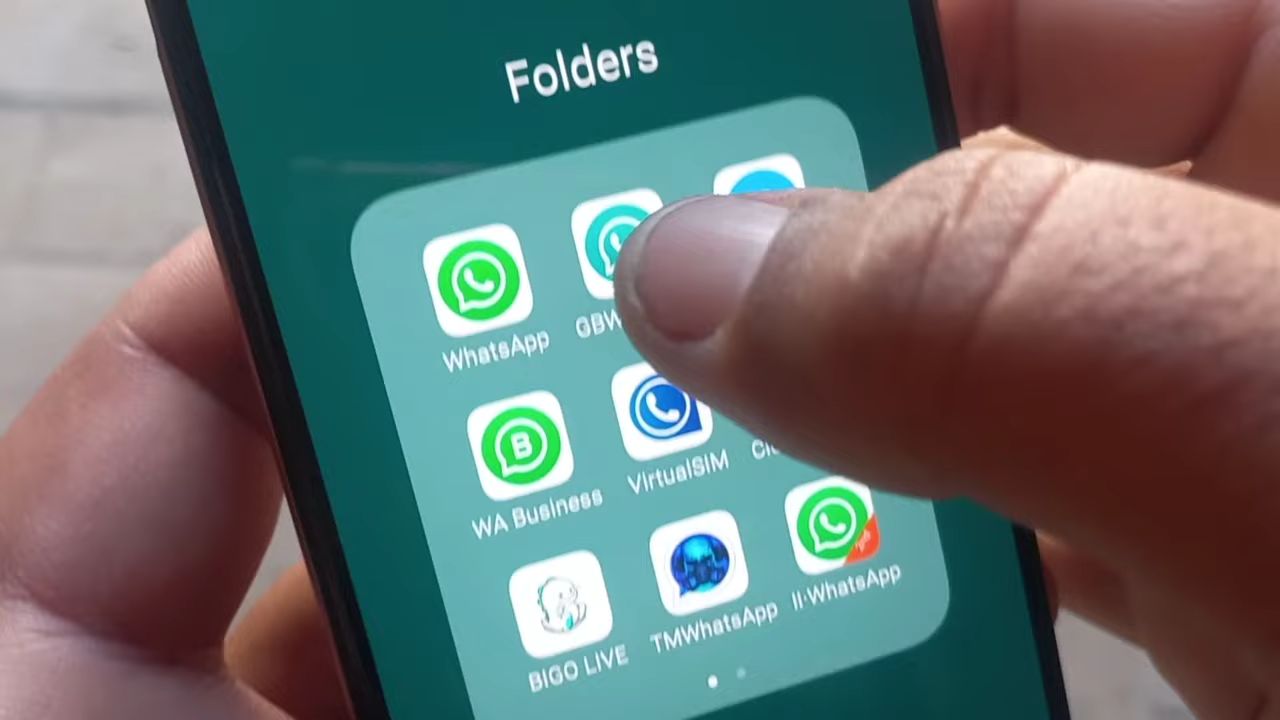 Folders
WhatsApp
WA Business
VirtualSIM
BIGO LIVE
TMWhatsApp
II·WhatsApp